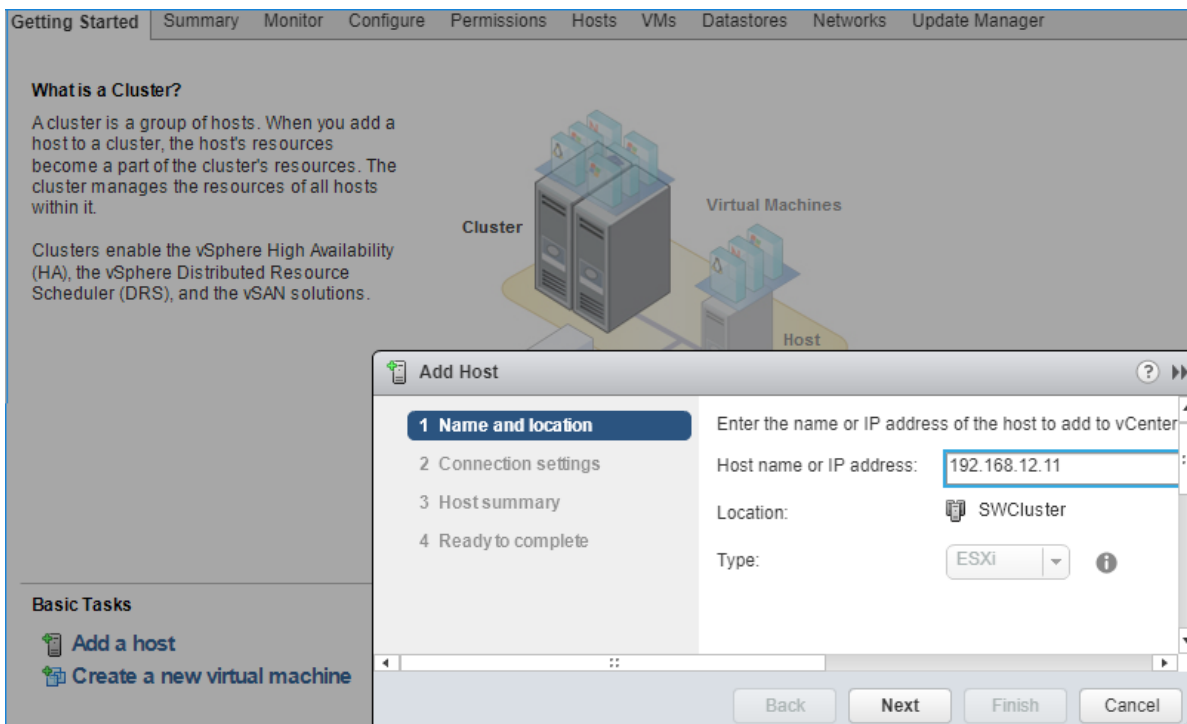 Getting Started Summary Monitor Configure Permissions Hosts VMs Datastores Networks Update Manager
What is a Cluster?
A cluster is a group of hosts. When you add a
host to a cluster, the host's resources
become a part of the cluster's resources. The
cluster manages the resources of all hosts
within it.
Clusters enable the vSphere High Availability
(HA), the vSphere Distributed Resource
Scheduler (DRS), and the vSAN solutions.
Cluster
Virtual Machines
Host
Basic Tasks
Add a host
Create a new virtual machine
Add Host
1 Name and location
2 Connection settings
3 Host summary
4 Ready to complete
Enter the name or IP address of the host to add to vCenter
Host name or IP address: 192.168.12.11
Location: SWCluster
Type: ESXi
Back Next Finish Cancel